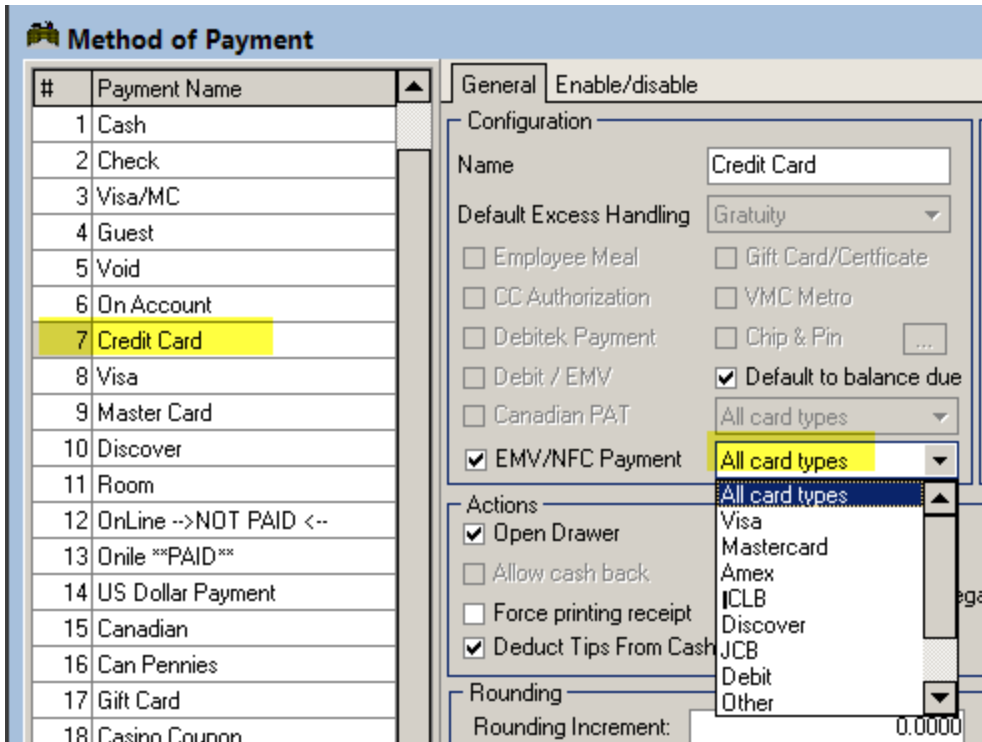 Method of Payment
# Payment Name
1 Cash
2 Check
3 Visa/MC
4 Guest
5 Void
6 On Account
7 Credit Card
8 Visa
9 Master Card
10 Discover
11 Room
12 OnLine -->NOT PAID <--
13 Onile **PAID**
14 US Dollar Payment
15 Canadian
16 Can Pennies
17 Gift Card
18 Casino Coupon
General Enable/disable
Configuration
Name Credit Card
Default Excess Handling Gratuity
Employee Meal Gift Card/Certficate
CC Authorization VMC Metro
Debitek Payment Chip & Pin ...
Debit / EMV Default to balance due
Canadian PAT All card types
EMV/NFC Payment All card types
All card types
Visa
Mastercard
Amex
ICLB
Discover
JCB
Debit
Other
Actions
Open Drawer
Allow cash back
Force printing receipt
Deduct Tips From Cash
Rounding
Rounding Increment: 0.0000